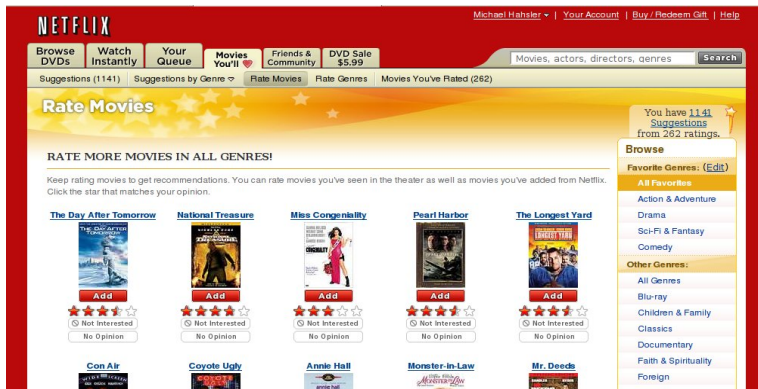 NETFLIX
Michael Hahsler | Your Account | Buy / Redeem Gift | Help
Browse DVDs
Watch Instantly
Your Queue
Movies You'll
Friends & Community
DVD Sale $5.99
Movies, actors, directors, genres
Search
Suggestions (1141) Suggestions by Genre Rate Movies Rate Genres Movies You've Rated (262)
Rate Movies
You have 1141
Suggestions
from 262 ratings.
RATE MORE MOVIES IN ALL GENRES!
Keep rating movies to get recommendations. You can rate movies you've seen in the theater as well as movies you've added from Netflix.
Click the star that matches your opinion.
The Day After Tomorrow National Treasure Miss Congeniality Pearl Harbor The Longest Yard
THE DAY AFTER
TOMORROW
CONGENIALITY
LONGEST YARD
Add Add Add Add Add
Not Interested Not Interested Not Interested Not Interested Not Interested
No Opinion No Opinion No Opinion No Opinion No Opinion
Con Air Coyote Ugly Annie Hall Monster-in-Law Mr. Deeds
COYOTE
Browse
Favorite Genres: (Edit)
All Favorites
Action & Adventure
Drama
Sci-Fi & Fantasy
Comedy
Other Genres:
All Genres
Blu-ray
Children & Family
Classics
Documentary
Faith & Spirituality
Foreign